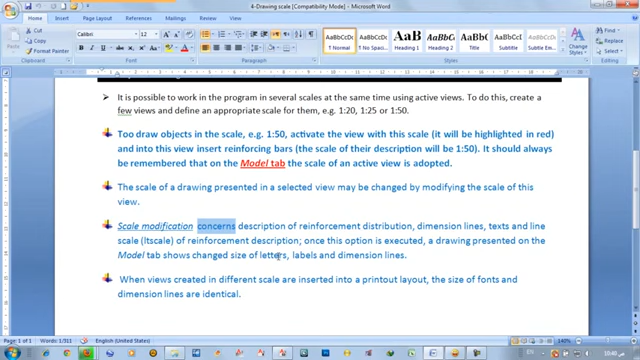 4-Drawing scale [Compatibility Mode] - Microsoft Word
Home Insert Page Layout References Mailings Review View
Cut
Copy
Format Painter
Clipboard
Calibri 12
Font
Paragraph
AaBbCcDc AaBbCcDc AaBbC AaBbCc AaB AaBbCc.
¶ Normal ¶ No Spaci... Heading 1 Heading 2 Title Subtitle
Change Styles
Styles
Find
Replace
Select
Editing
It is possible to work in the program in several scales at the same time using active views. To do this, create a
few views and define an appropriate scale for them, e.g. 1:20, 1:25 or 1:50.
Too draw objects in the scale, e.g. 1:50, activate the view with this scale (it will be highlighted in red)
and into this view insert reinforcing bars (the scale of their description will be 1:50). It should always
be remembered that on the Model tab the scale of an active view is adopted.
The scale of a drawing presented in a selected view may be changed by modifying the scale of this
view.
Scale modification concerns description of reinforcement distribution, dimension lines, texts and line
scale (ltscale) of reinforcement description; once this option is executed, a drawing presented on the
Model tab shows changed size of letters, labels and dimension lines.
When views created in different scale are inserted into a printout layout, the size of fonts and
dimension lines are identical.
Page: 1 of 1 Words: 1/311 English (United States) 140%
EN 10:40